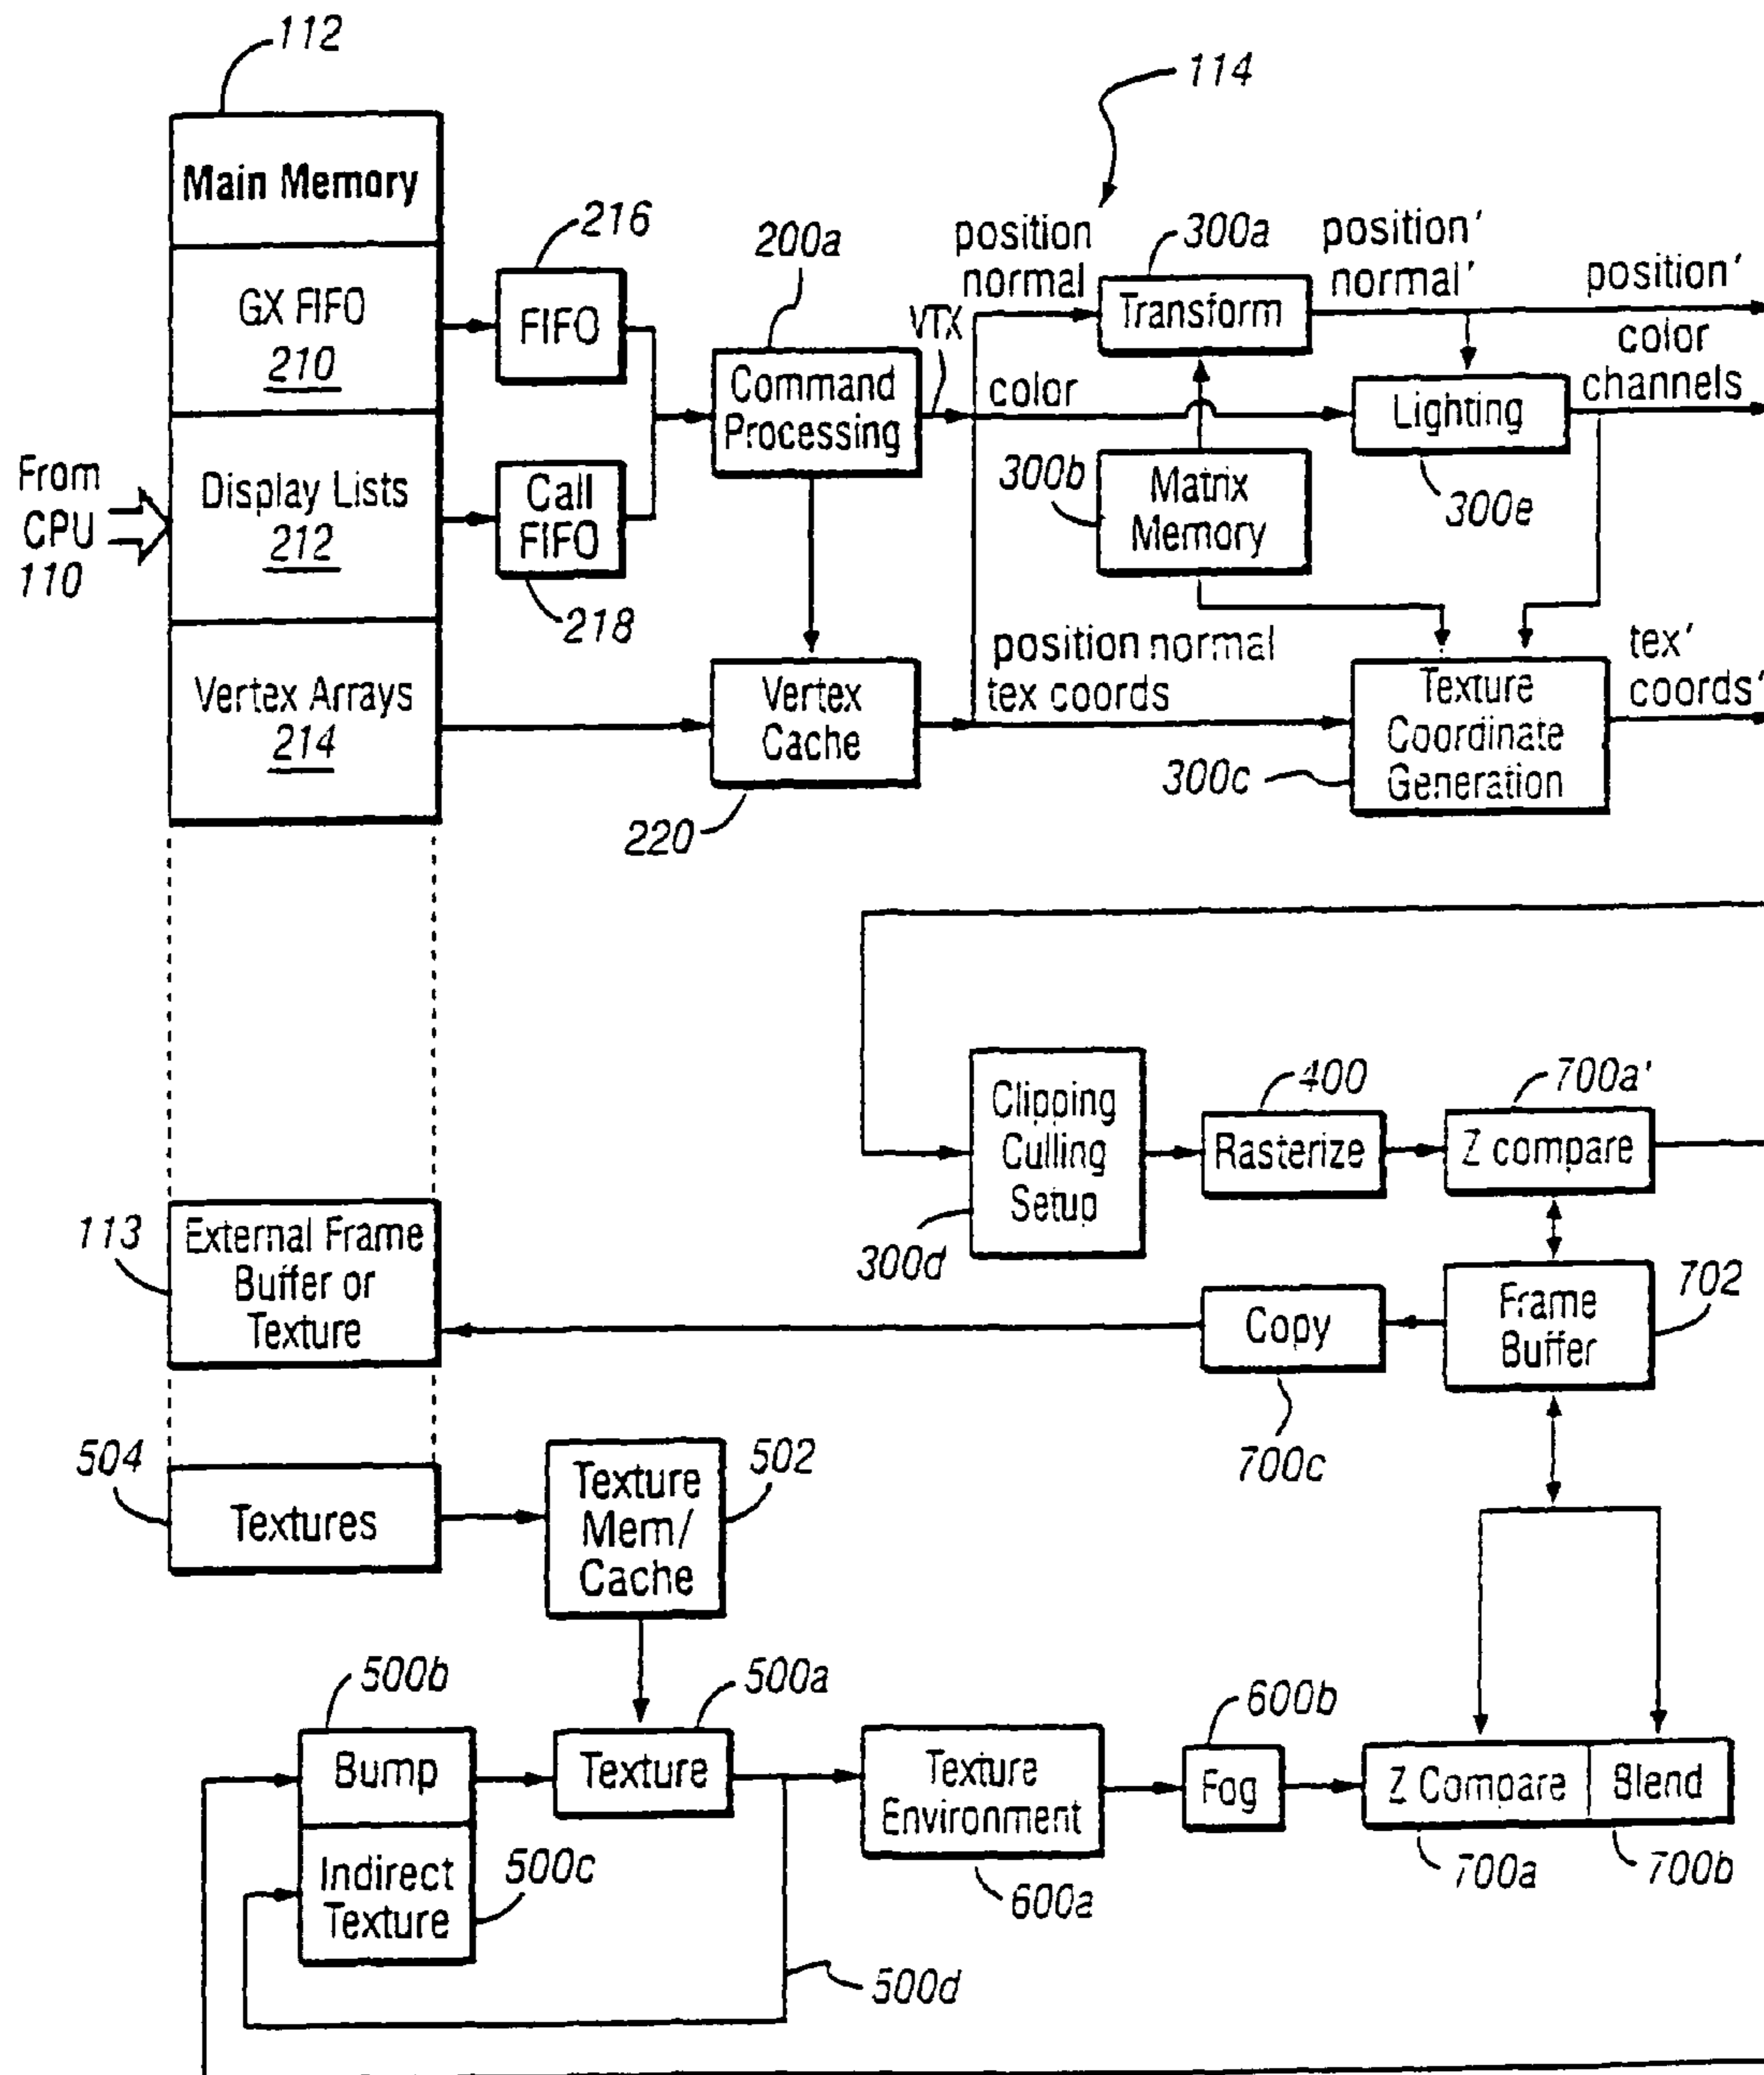 112
114
Main Memory
GX FIFO
210
Display Lists
212
Vertex Arrays
214
From
CPU
110
216
FIFO
Call
FIFO
218
200a
Command
Processing
Vertex
Cache
220
VTX
position
normal
300a
Transform
position'
normal'
position'
color
channels
color
Lighting
300e
300b
Matrix
Memory
position normal
tex coords
Texture
Coordinate
Generation
300c
tex'
coords'
Clipping
Culling
Setup
300d
400
Rasterize
700a'
Z compare
113
External Frame
Buffer or
Texture
Copy
700c
Frame
Buffer
702
504
Textures
Texture
Mem/
Cache
502
500b
Bump
Indirect
Texture
500c
500a
Texture
500d
Texture
Environment
600a
600b
Fog
Z Compare
Blend
700a
700b